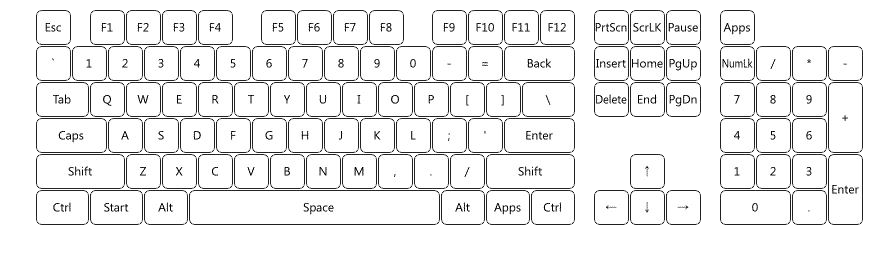 Esc F1 F2 F3 F4 F5 F6 F7 F8 F9 F10 F11 F12 PrtScn ScrLK Pause Apps
` 1 2 3 4 5 6 7 8 9 0 - = Back Insert Home PgUp NumLk / * -
Tab Q W E R T Y U I O P [ ] \ Delete End PgDn 7 8 9 +
Caps A S D F G H J K L ; ' Enter 4 5 6
Shift Z X C V B N M , . / Shift ↑ 1 2 3 Enter
Ctrl Start Alt Space Alt Apps Ctrl ← ↓ → 0 .